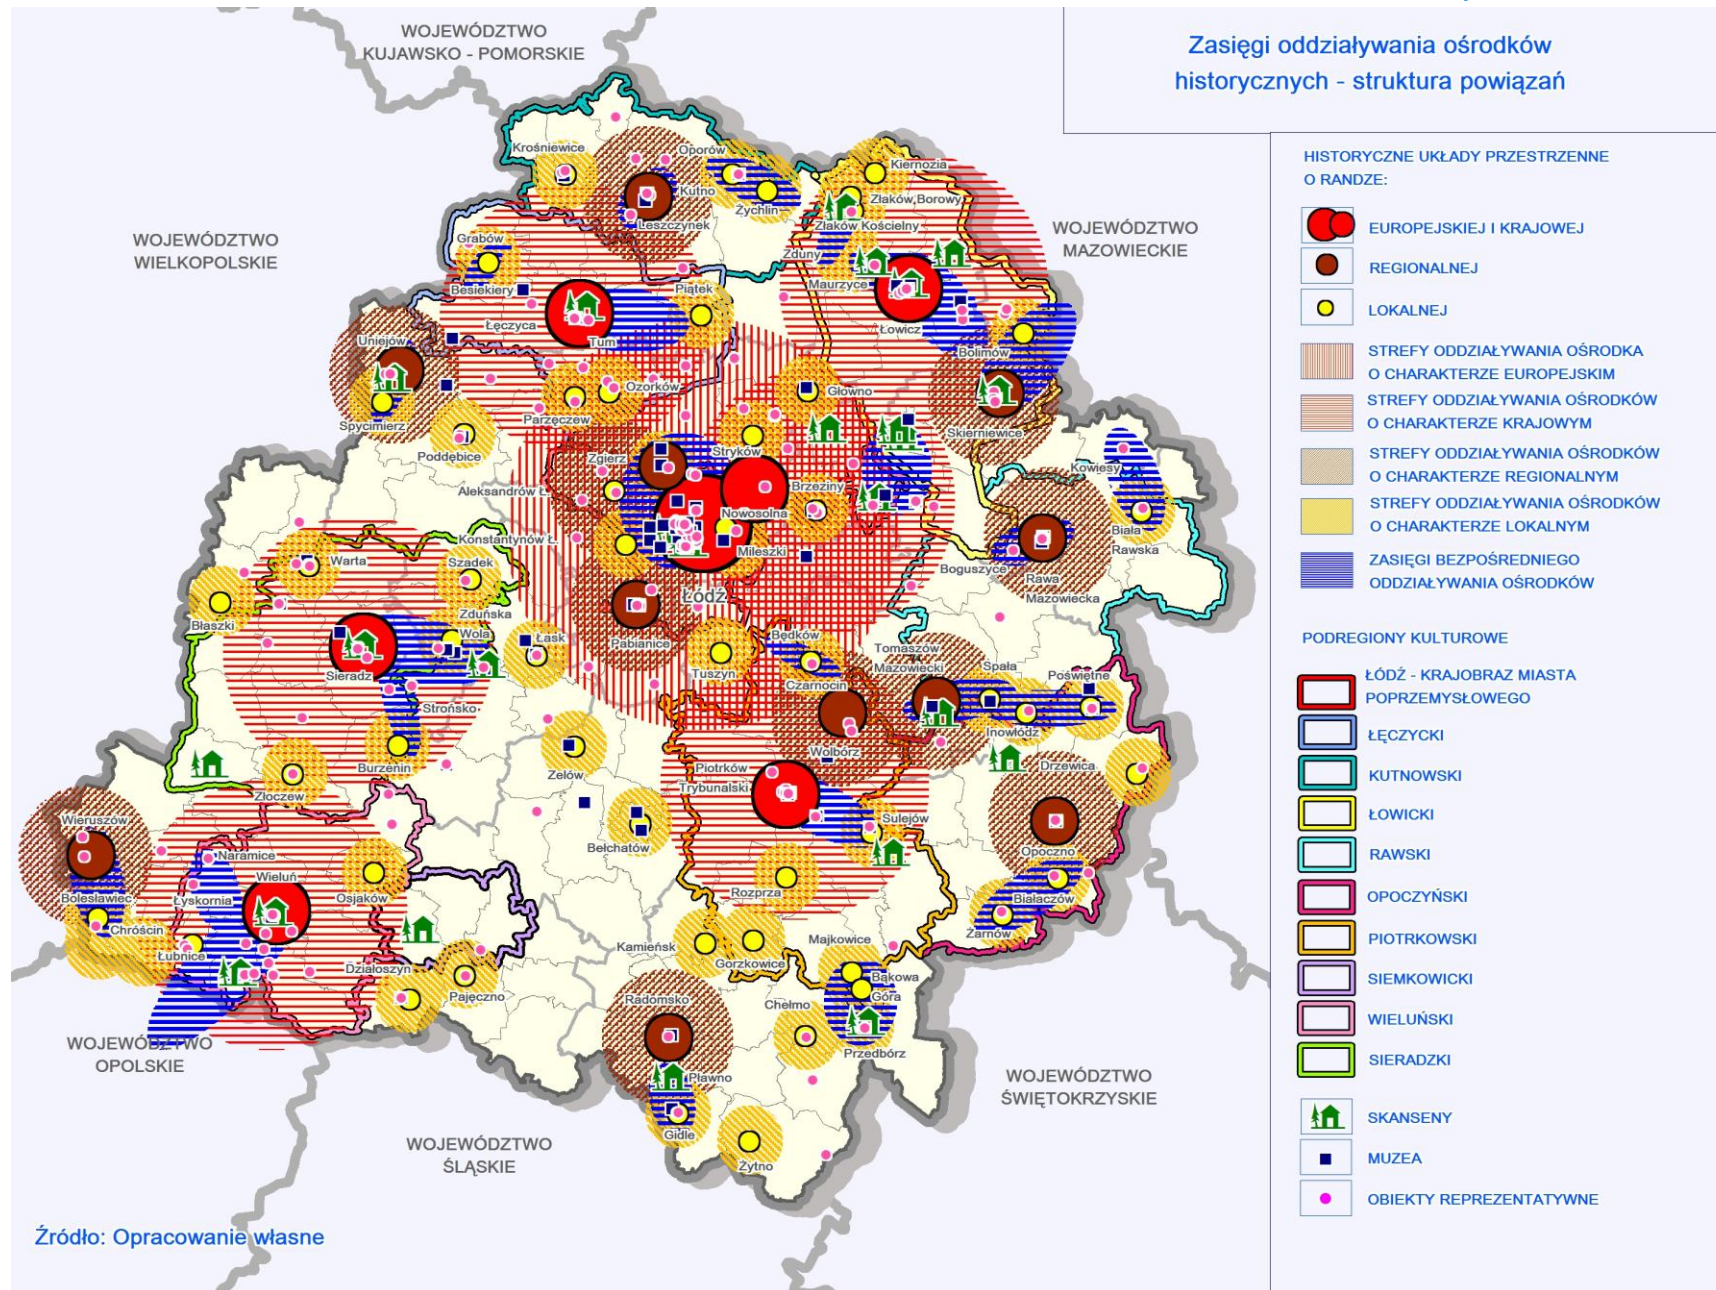 Zasięgi oddziaływania ośrodków
historycznych - struktura powiązań
WOJEWÓDZTWO
KUJAWSKO - POMORSKIE
WOJEWÓDZTWO
WIELKOPOLSKIE
WOJEWÓDZTWO
MAZOWIECKIE
Krośniewice
Oporów
Kiernozia
Kutno
Żychlin
Złaków Borowy
Leszczynek
Złaków Kościelny
Grabów
Zduny
Besiekiery
Piątek
Maurzyce
Łęczyca
Tum
Łowicz
Uniejów
Bolimów
Ozorków
Głowno
Parzęczew
Spycimierz
Skierniewice
Poddębice
Zgierz
Stryków
Kowiesy
Aleksandrów Ł.
Brzeziny
Nowosolna
Konstantynów Ł.
Mileszki
Biała
Rawska
Warta
Szadek
Boguszyce
Rawa
Mazowiecka
Łódź
Błaszki
Zduńska
Wola
Łask
Pabianice
Będków
Tomaszów
Mazowiecki
Spała
Poświętne
Sieradz
Tuszyn
Czarnocin
Strońsko
Inowłódz
Wolbórz
Drzewica
Burzenin
Zelów
Piotrków
Trybunalski
Złoczew
Wieruszów
Sulejów
Bełchatów
Opoczno
Naramice
Wieluń
Osjaków
Rozprza
Bolesławiec
Łyskornia
Białaczów
Chróścin
Żarnów
Łubnice
Kamieńsk
Majkowice
Gorzkowice
Działoszyn
Pajęczno
Bąkowa
Góra
Radomsko
Chełmo
Przedbórz
Pławno
Gidle
Żytno
WOJEWÓDZTWO
OPOLSKIE
WOJEWÓDZTWO
ŚLĄSKIE
WOJEWÓDZTWO
ŚWIĘTOKRZYSKIE
Źródło: Opracowanie własne
HISTORYCZNE UKŁADY PRZESTRZENNE
O RANDZE:
EUROPEJSKIEJ I KRAJOWEJ
REGIONALNEJ
LOKALNEJ
STREFY ODDZIAŁYWANIA OŚRODKA
O CHARAKTERZE EUROPEJSKIM
STREFY ODDZIAŁYWANIA OŚRODKÓW
O CHARAKTERZE KRAJOWYM
STREFY ODDZIAŁYWANIA OŚRODKÓW
O CHARAKTERZE REGIONALNYM
STREFY ODDZIAŁYWANIA OŚRODKÓW
O CHARAKTERZE LOKALNYM
ZASIĘGI BEZPOŚREDNIEGO
ODDZIAŁYWANIA OŚRODKÓW
PODREGIONY KULTUROWE
ŁÓDŹ - KRAJOBRAZ MIASTA
POPRZEMYSŁOWEGO
ŁĘCZYCKI
KUTNOWSKI
ŁOWICKI
RAWSKI
OPOCZYŃSKI
PIOTRKOWSKI
SIEMKOWICKI
WIELUŃSKI
SIERADZKI
SKANSENY
MUZEA
OBIEKTY REPREZENTATYWNE